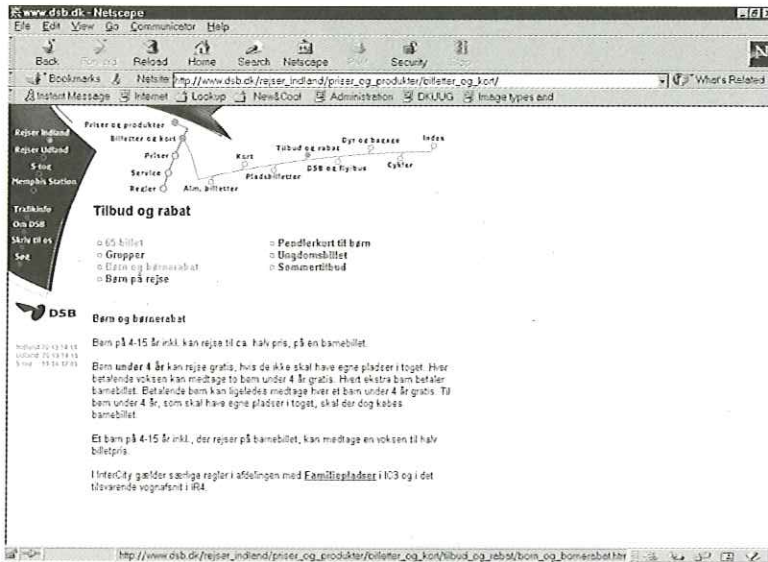 www.dsb.dk - Netscape
File Edit View Go Communicator Help
Back Reload Home Search Netscape Security
Bookmarks Netsite: http://www.dsb.dk/rejser_indland/priser_og_produkter/billetter_og_kort/ What's Related
Instant Message Internet Lookup New&Cool Administration DKUUG Image types and
Rejser Indland
Rejser Udland
S-tog
Memphis Station
Trafikinfo
Om DSB
Skriv til os
Søg
Priser og produkter
Billetter og kort
Priser
Service
Regler
Alm. billetter
Kort
Pladsbilletter
Tilbud og rabat
DSB og fly/bus
Dyr og bagage
Cykler
Index
Tilbud og rabat
65-billet
Grupper
Børn og børnerabat
Børn på rejse
Pendlerkort til børn
Ungdomsbillet
Sommertilbud
DSB
Børn og børnerabat
Børn på 4-15 år inkl. kan rejse til ca. halv pris, på en børnebillet.
Børn under 4 år kan rejse gratis, hvis de ikke skal have egne pladser i toget. Hver
betalende voksen kan medtage to børn under 4 år gratis. Hvert ekstra barn betaler
børnebillet. Betalende børn kan ligeledes medtage hver et barn under 4 år gratis. Til
børn under 4 år, som skal have egne pladser i toget, skal der dog købes
børnebillet.
Et barn på 4-15 år inkl., der rejser på børnebillet, kan medtage en voksen til halv
billetpris.
I InterCity gælder særlige regler i afdelingen med Familiepladser i IC3 og i det
tilsvarende vognafsnit i IR4.
http://www.dsb.dk/rejser_indland/priser_og_produkter/billetter_og_kort/tilbud_og_rabat/born_og_bornerabat.htm